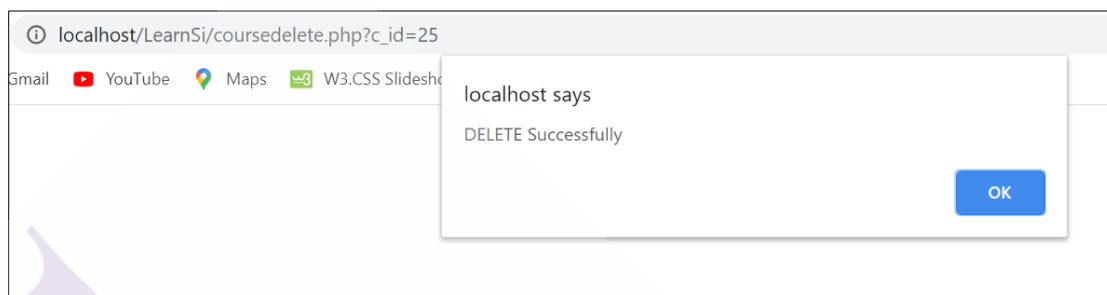 localhost/LearnSi/coursedelete.php?c_id=25
Gmail YouTube Maps W3.CSS Slidesho
localhost says
DELETE Successfully
OK